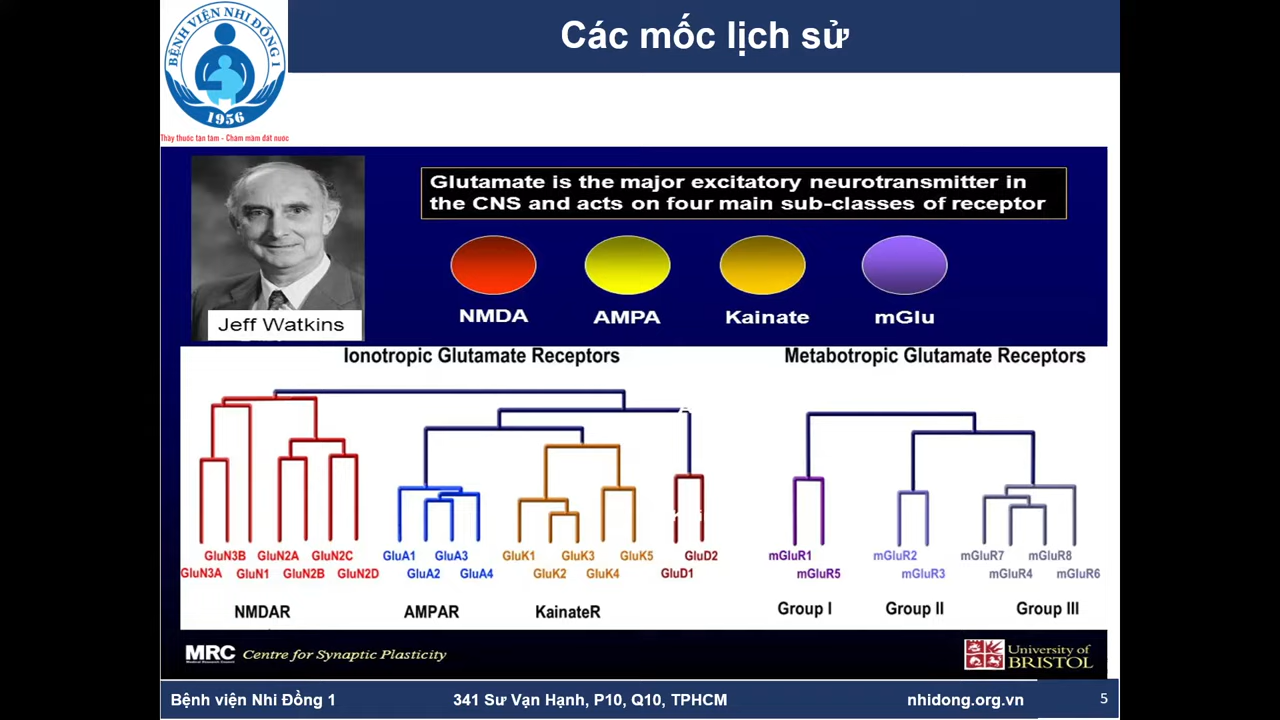 Các mốc lịch sử
BỆNH VIỆN NHI ĐỒNG 1
1956
Thầy thuốc tận tâm - Chăm mầm đất nước
Glutamate is the major excitatory neurotransmitter in
the CNS and acts on four main sub-classes of receptor
NMDA AMPA Kainate mGlu
Jeff Watkins
Ionotropic Glutamate Receptors Metabotropic Glutamate Receptors
GluN3B GluN2A GluN2C GluA1 GluA3 GluK1 GluK3 GluK5 GluD2 mGluR1 mGluR2 mGluR7 mGluR8
GluN3A GluN1 GluN2B GluN2D GluA2 GluA4 GluK2 GluK4 GluD1 mGluR5 mGluR3 mGluR4 mGluR6
NMDAR AMPAR KainateR Group I Group II Group III
MRC Centre for Synaptic Plasticity
Medical Research Council
University of
BRISTOL
Bệnh viện Nhi Đồng 1 341 Sư Vạn Hạnh, P10, Q10, TPHCM nhidong.org.vn 5